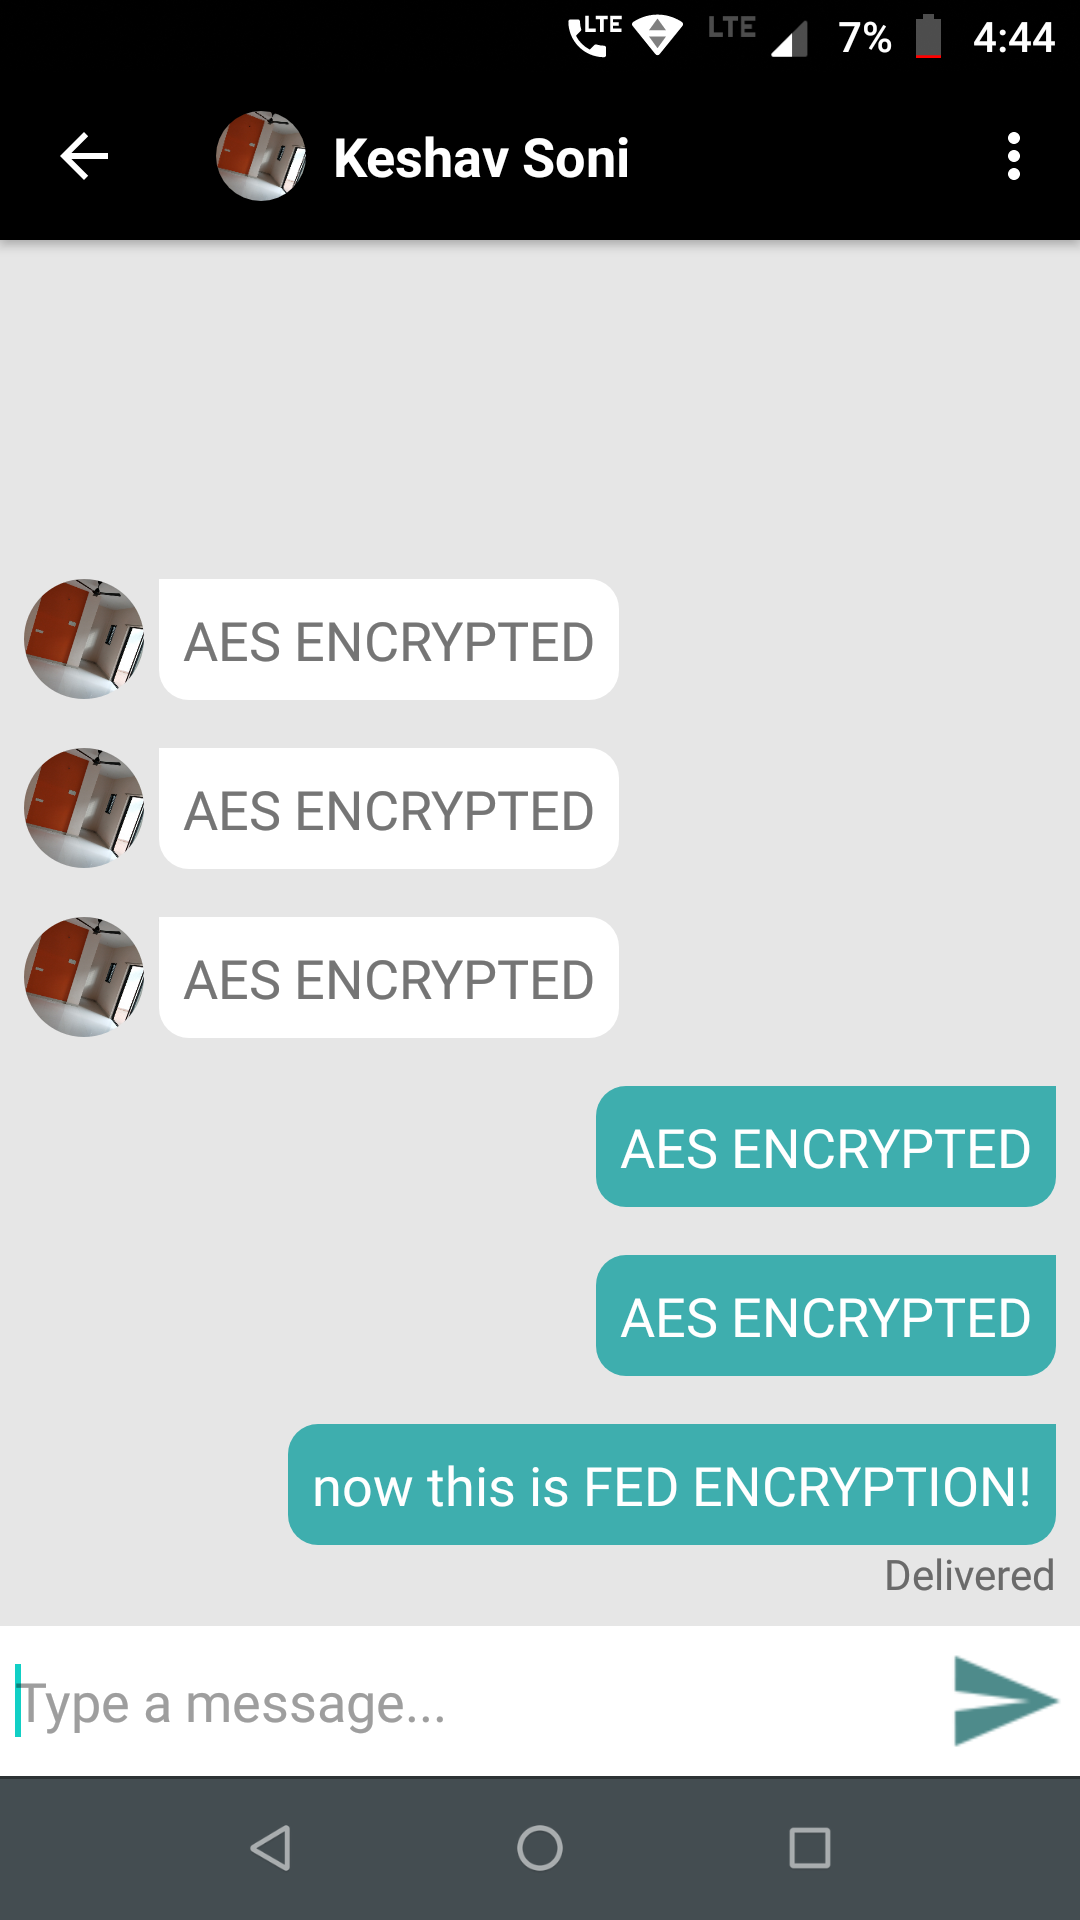 LTE LTE 7% 4:44
Keshav Soni
AES ENCRYPTED
AES ENCRYPTED
AES ENCRYPTED
AES ENCRYPTED
AES ENCRYPTED
now this is FED ENCRYPTION!
Delivered
Type a message...